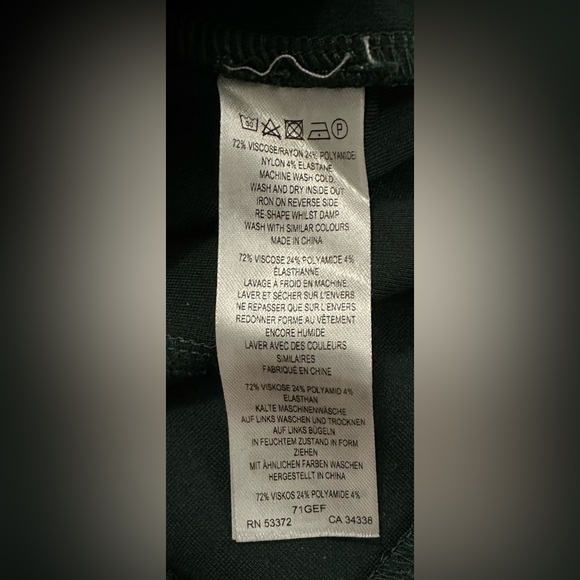 30 P
72% VISCOSE/RAYON 24% POLYAMIDE/
NYLON 4% ELASTANE
MACHINE WASH COLD
WASH AND DRY INSIDE OUT
IRON ON REVERSE SIDE
RE-SHAPE WHILST DAMP
WASH WITH SIMILAR COLOURS
MADE IN CHINA
72% VISCOSE 24% POLYAMIDE 4%
ÉLASTHANNE
LAVAGE À FROID EN MACHINE
LAVER ET SÉCHER SUR L'ENVERS
NE REPASSER QUE SUR L'ENVERS
REDONNER FORME AU VÊTEMENT
ENCORE HUMIDE
LAVER AVEC DES COULEURS
SIMILAIRES
FABRIQUÉ EN CHINE
72% VISKOSE 24% POLYAMID 4%
ELASTHAN
KALTE MASCHINENWÄSCHE
AUF LINKS WASCHEN UND TROCKNEN
AUF LINKS BÜGELN
IN FEUCHTEM ZUSTAND IN FORM
ZIEHEN
MIT ÄHNLICHEN FARBEN WASCHEN
HERGESTELLT IN CHINA
72% VISKOS 24% POLYAMIDE 4%
71GEF
RN 53372 CA 34338